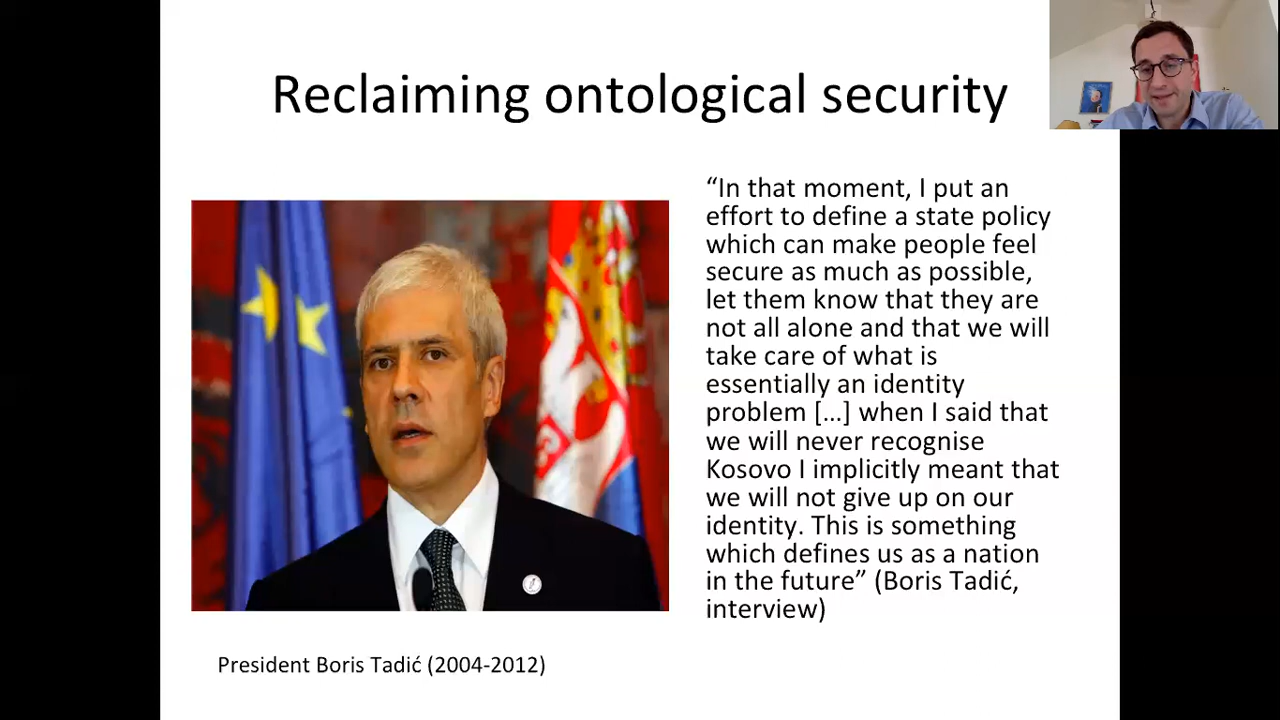 Reclaiming ontological security
“In that moment, I put an
effort to define a state policy
which can make people feel
secure as much as possible,
let them know that they are
not all alone and that we will
take care of what is
essentially an identity
problem […] when I said that
we will never recognise
Kosovo I implicitly meant that
we will not give up on our
identity. This is something
which defines us as a nation
in the future” (Boris Tadić,
interview)
President Boris Tadić (2004-2012)